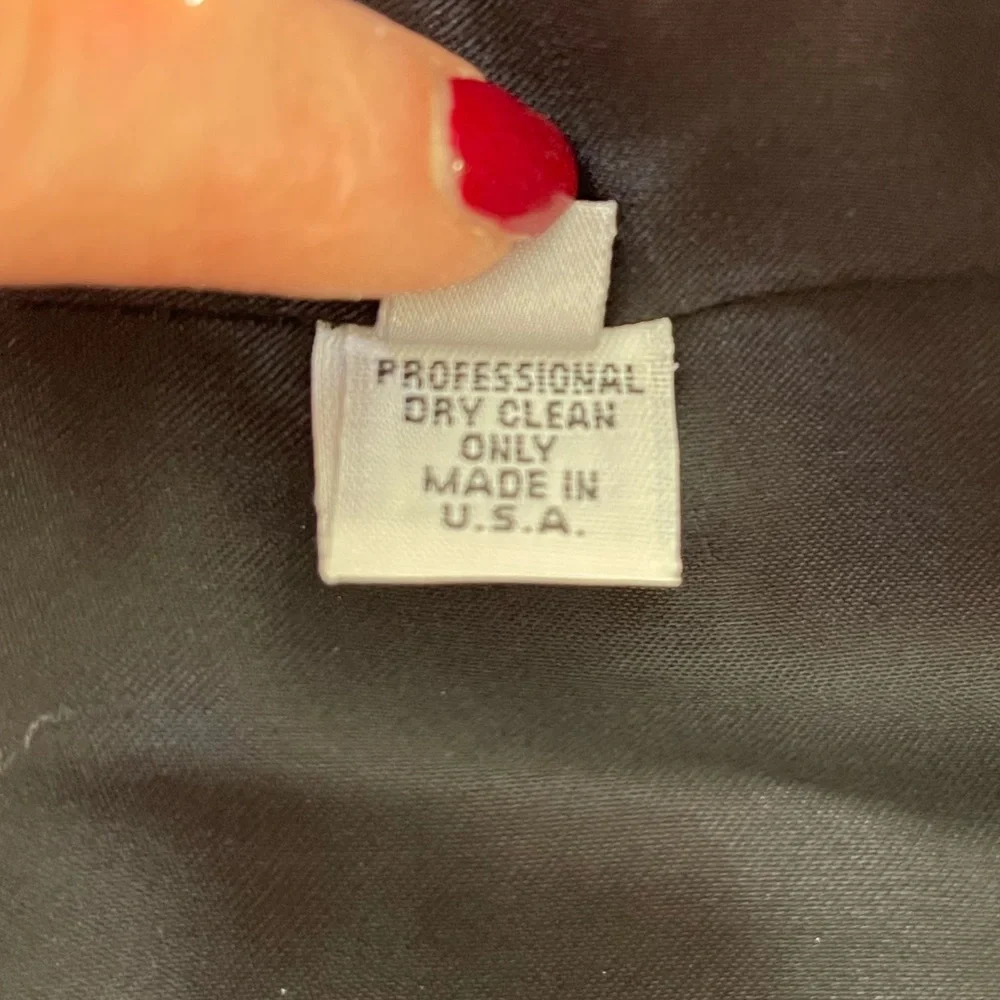 PROFESSIONAL
DRY CLEAN
ONLY
MADE IN
U.S.A.